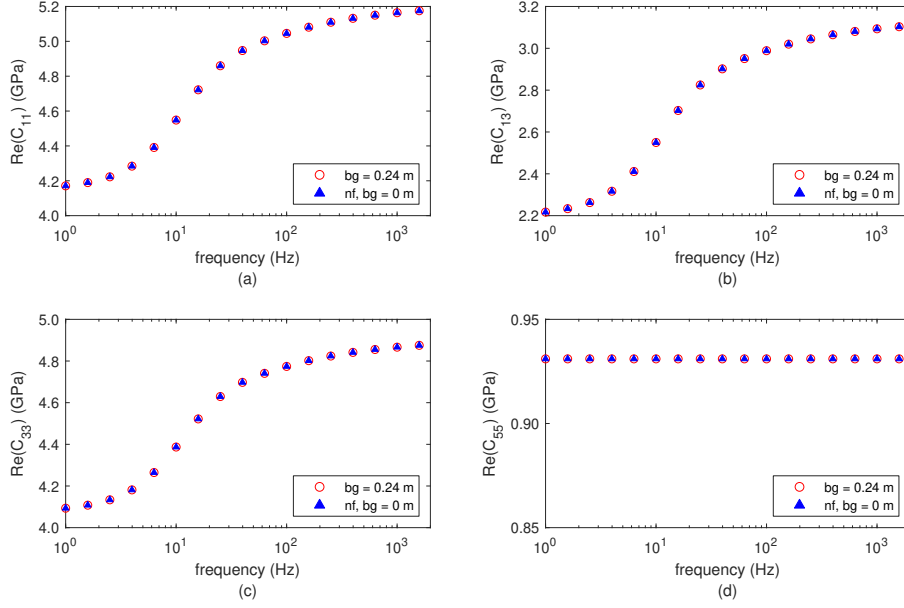 5.2
5.0
4.8
4.6
4.4
4.2
4.0
Re(C11) (GPa)
bg = 0.24 m
nf, bg = 0 m
10^0 10^1 10^2 10^3
frequency (Hz)
(a)
3.2
3.0
2.8
2.6
2.4
2.2
Re(C13) (GPa)
bg = 0.24 m
nf, bg = 0 m
10^0 10^1 10^2 10^3
frequency (Hz)
(b)
5.0
4.8
4.6
4.4
4.2
4.0
Re(C33) (GPa)
bg = 0.24 m
nf, bg = 0 m
10^0 10^1 10^2 10^3
frequency (Hz)
(c)
0.95
0.90
0.85
Re(C55) (GPa)
bg = 0.24 m
nf, bg = 0 m
10^0 10^1 10^2 10^3
frequency (Hz)
(d)